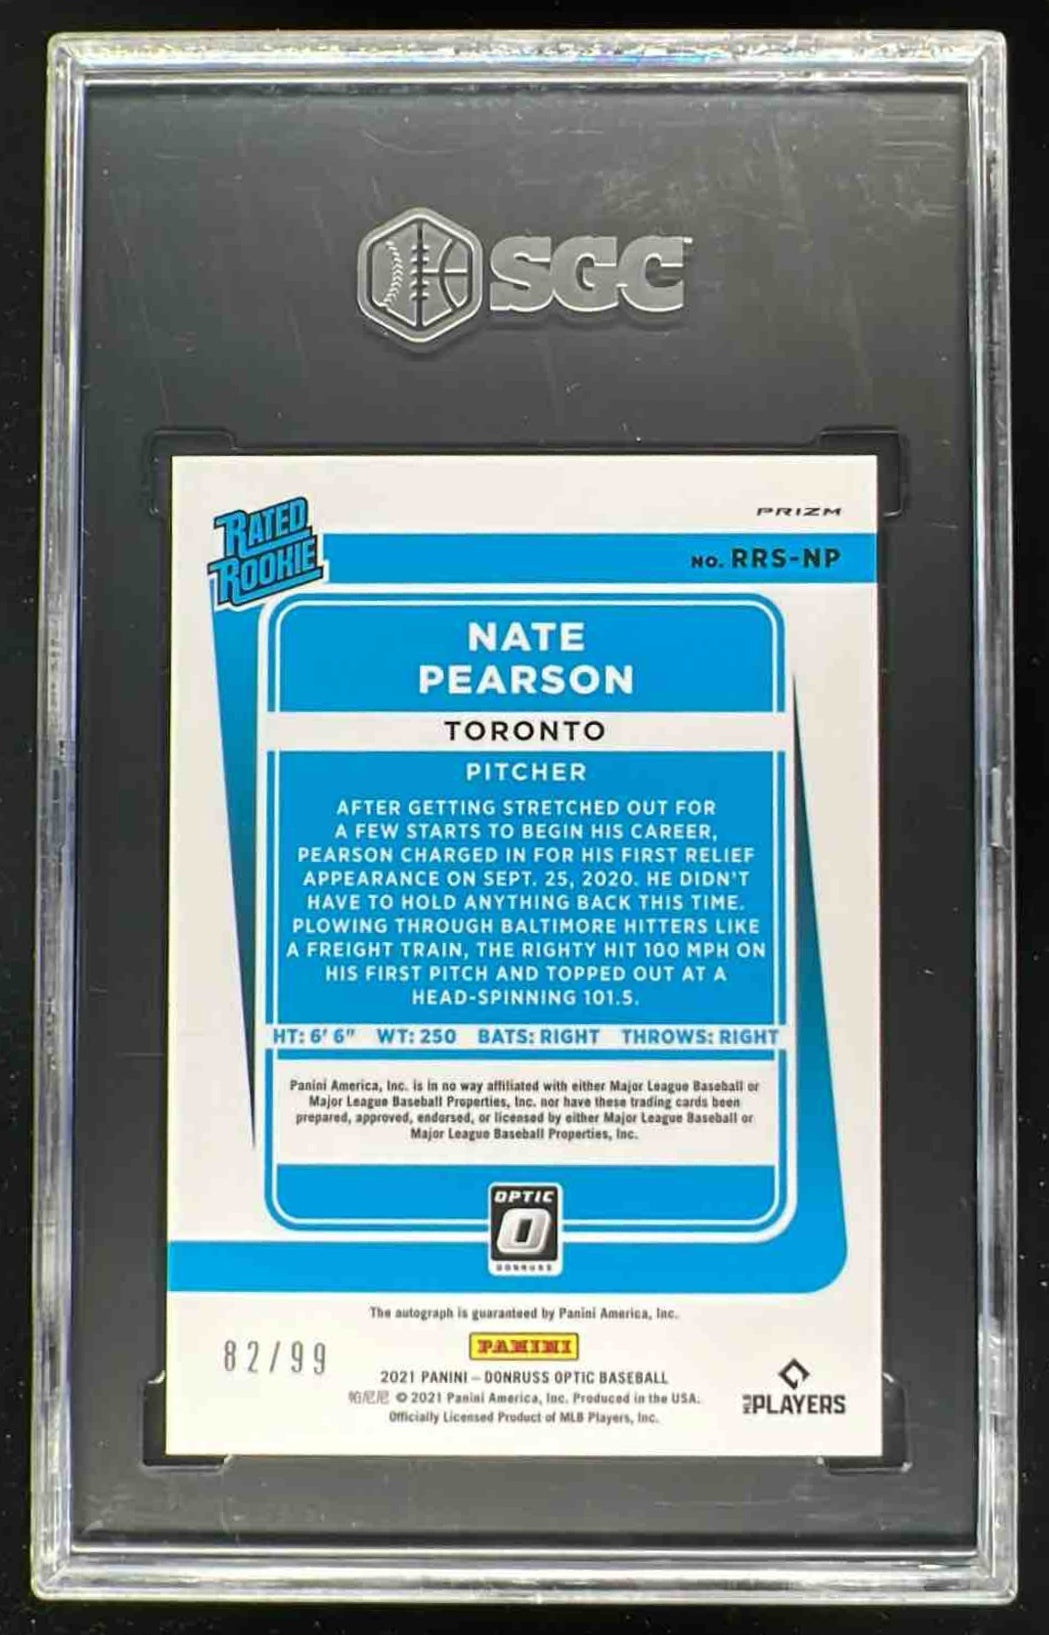 SGC
RATED
ROOKIE
PRIZM
NO. RRS-NP
NATE
PEARSON
TORONTO
PITCHER
AFTER GETTING STRETCHED OUT FOR
A FEW STARTS TO BEGIN HIS CAREER,
PEARSON CHARGED IN FOR HIS FIRST RELIEF
APPEARANCE ON SEPT. 25, 2020. HE DIDN'T
HAVE TO HOLD ANYTHING BACK THIS TIME.
PLOWING THROUGH BALTIMORE HITTERS LIKE
A FREIGHT TRAIN, THE RIGHTY HIT 100 MPH ON
HIS FIRST PITCH AND TOPPED OUT AT A
HEAD-SPINNING 101.5.
HT: 6' 6" WT: 250 BATS: RIGHT THROWS: RIGHT
Panini America, Inc. is in no way affiliated with either Major League Baseball or
Major League Baseball Properties, Inc. nor have these trading cards been
prepared, approved, endorsed, or licensed by either Major League Baseball or
Major League Baseball Properties, Inc.
OPTIC
O
DONRUSS
The autograph is guaranteed by Panini America, Inc.
82/99
PANINI
2021 PANINI – DONRUSS OPTIC BASEBALL
帕尼尼 © 2021 Panini America, Inc. Produced in the USA.
Officially Licensed Product of MLB Players, Inc.
MLB PLAYERS